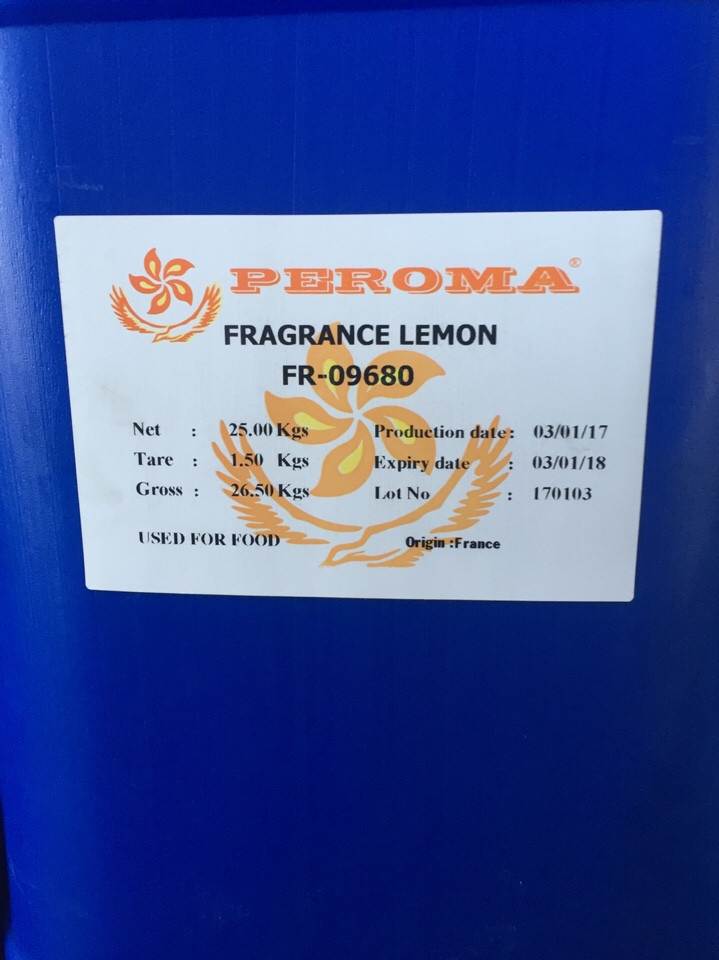 PEROMA®
FRAGRANCE LEMON
FR-09680
Net : 25.00 Kgs Production date : 03/01/17
Tare : 1.50 Kgs Expiry date : 03/01/18
Gross : 26.50 Kgs Lot No : 170103
USED FOR FOOD Origin :France